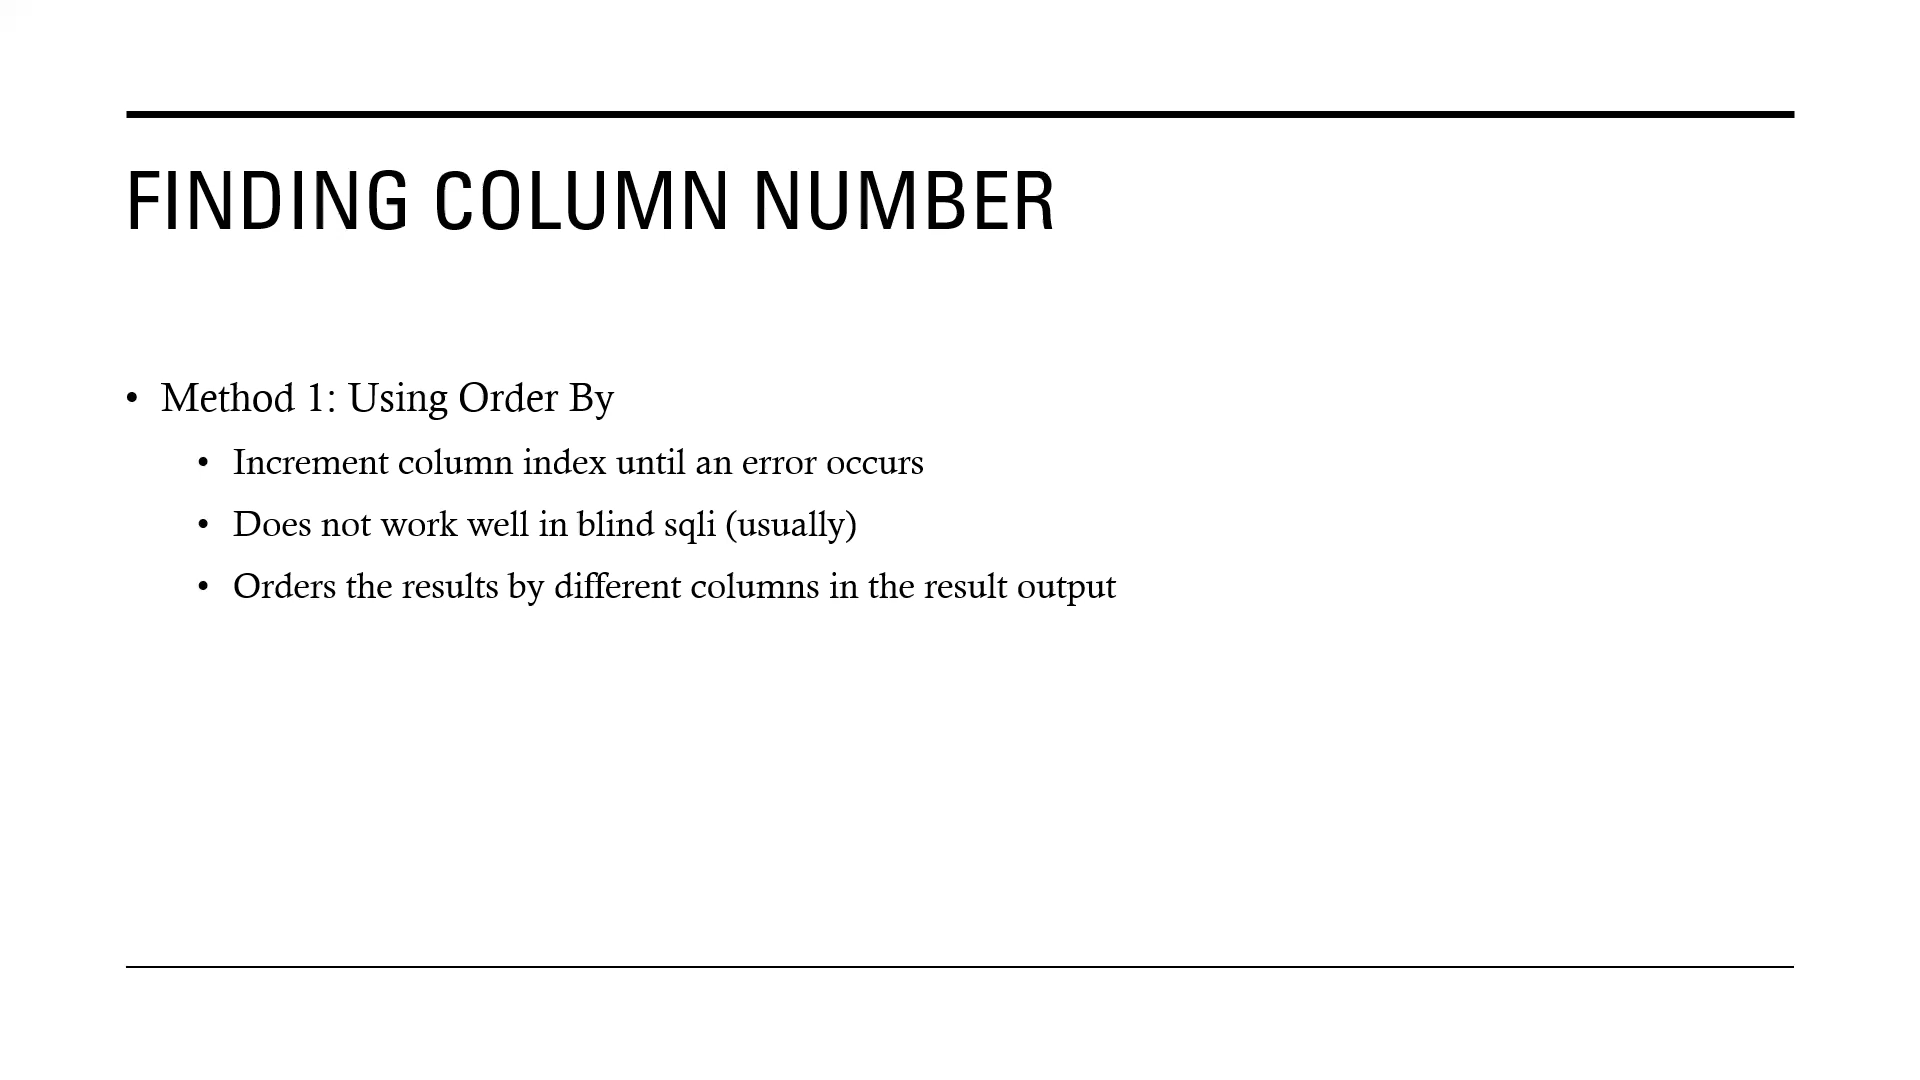 FINDING COLUMN NUMBER
• Method 1: Using Order By
• Increment column index until an error occurs
• Does not work well in blind sqli (usually)
• Orders the results by different columns in the result output